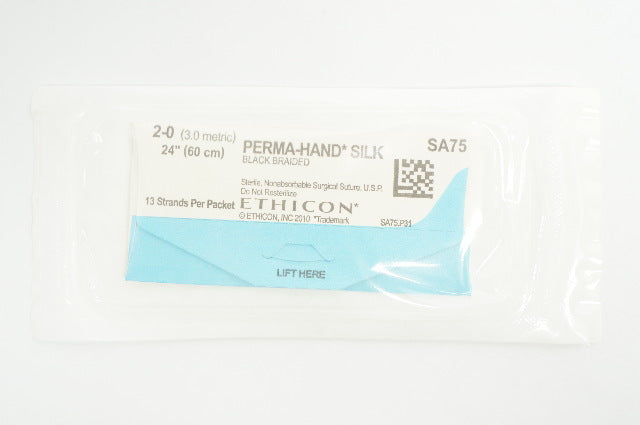 2-0 (3.0 metric)
24" (60 cm)
PERMA-HAND* SILK
BLACK BRAIDED
SA75
Sterile, Nonabsorbable Surgical Suture, U.S.P.
Do Not Resterilize
13 Strands Per Packet
ETHICON*
© ETHICON, INC 2010 *Trademark
SA75.P31
LIFT HERE